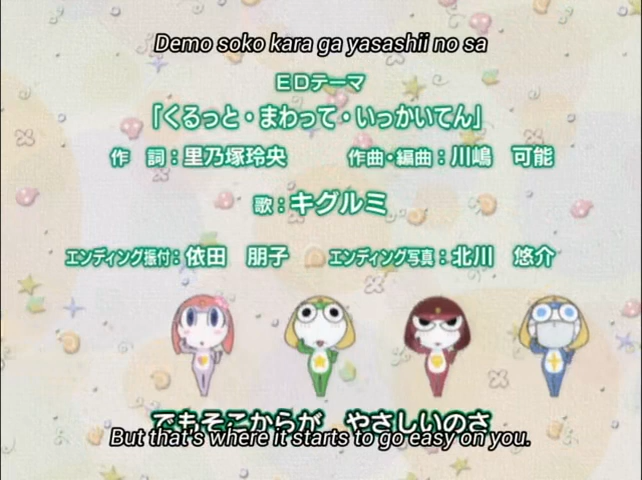 Demo soko kara ga yasashii no sa
EDテーマ
「くるっと・まわって・いっかいてん」
作　詞：里乃塚玲央　　作曲・編曲：川嶋　可能
歌：キグルミ
エンディング振付：依田　朋子　　エンディング写真：北川　悠介
でもそこからが　やさしいのさ
But that's where it starts to go easy on you.